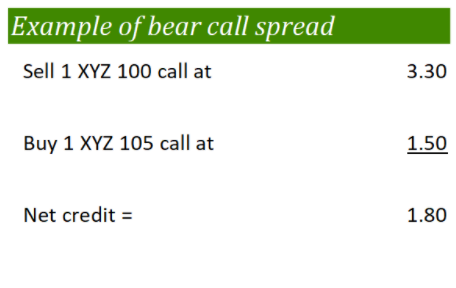 Example of bear call spread
Sell 1 XYZ 100 call at 3.30
Buy 1 XYZ 105 call at 1.50
Net credit = 1.80